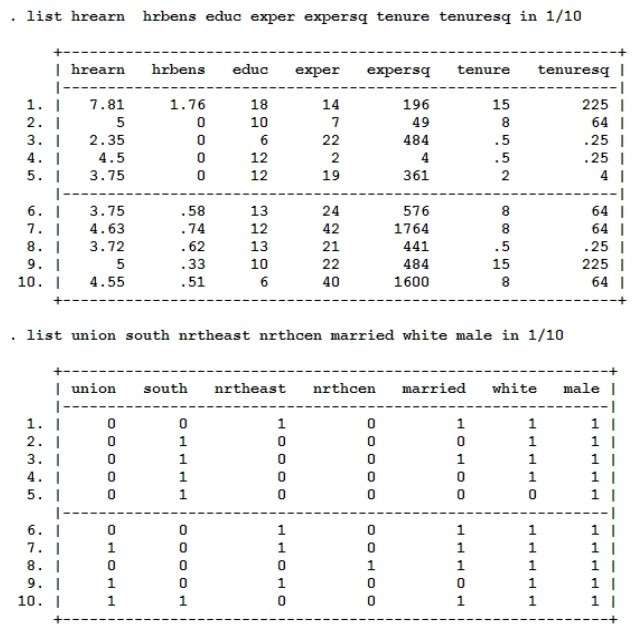 . list hrearn  hrbens educ exper expersq tenure tenuresq in 1/10
+--------------------------------------------------------------+
| hrearn   hrbens   educ   exper   expersq   tenure   tenuresq |
|--------------------------------------------------------------|
1. |   7.81     1.76     18      14       196       15        225 |
2. |      5        0     10       7        49        8         64 |
3. |   2.35        0      6      22       484       .5        .25 |
4. |    4.5        0     12       2         4       .5        .25 |
5. |   3.75        0     12      19       361        2          4 |
|--------------------------------------------------------------|
6. |   3.75      .58     13      24       576        8         64 |
7. |   4.63      .74     12      42      1764        8         64 |
8. |   3.72      .62     13      21       441       .5        .25 |
9. |      5      .33     10      22       484       15        225 |
10. |   4.55      .51      6      40      1600        8         64 |
+--------------------------------------------------------------+
. list union south nrtheast nrthcen married white male in 1/10
+-------------------------------------------------------------+
| union   south   nrtheast   nrthcen   married   white   male |
|-------------------------------------------------------------|
1. |     0       0          1         0         1       1      1 |
2. |     0       1          0         0         0       1      1 |
3. |     0       1          0         0         1       1      1 |
4. |     0       1          0         0         0       1      1 |
5. |     0       1          0         0         0       0      1 |
|-------------------------------------------------------------|
6. |     0       0          1         0         1       1      1 |
7. |     1       0          1         0         1       1      1 |
8. |     0       0          0         1         1       1      1 |
9. |     1       0          1         0         0       1      1 |
10. |     1       1          0         0         1       1      1 |
+-------------------------------------------------------------+